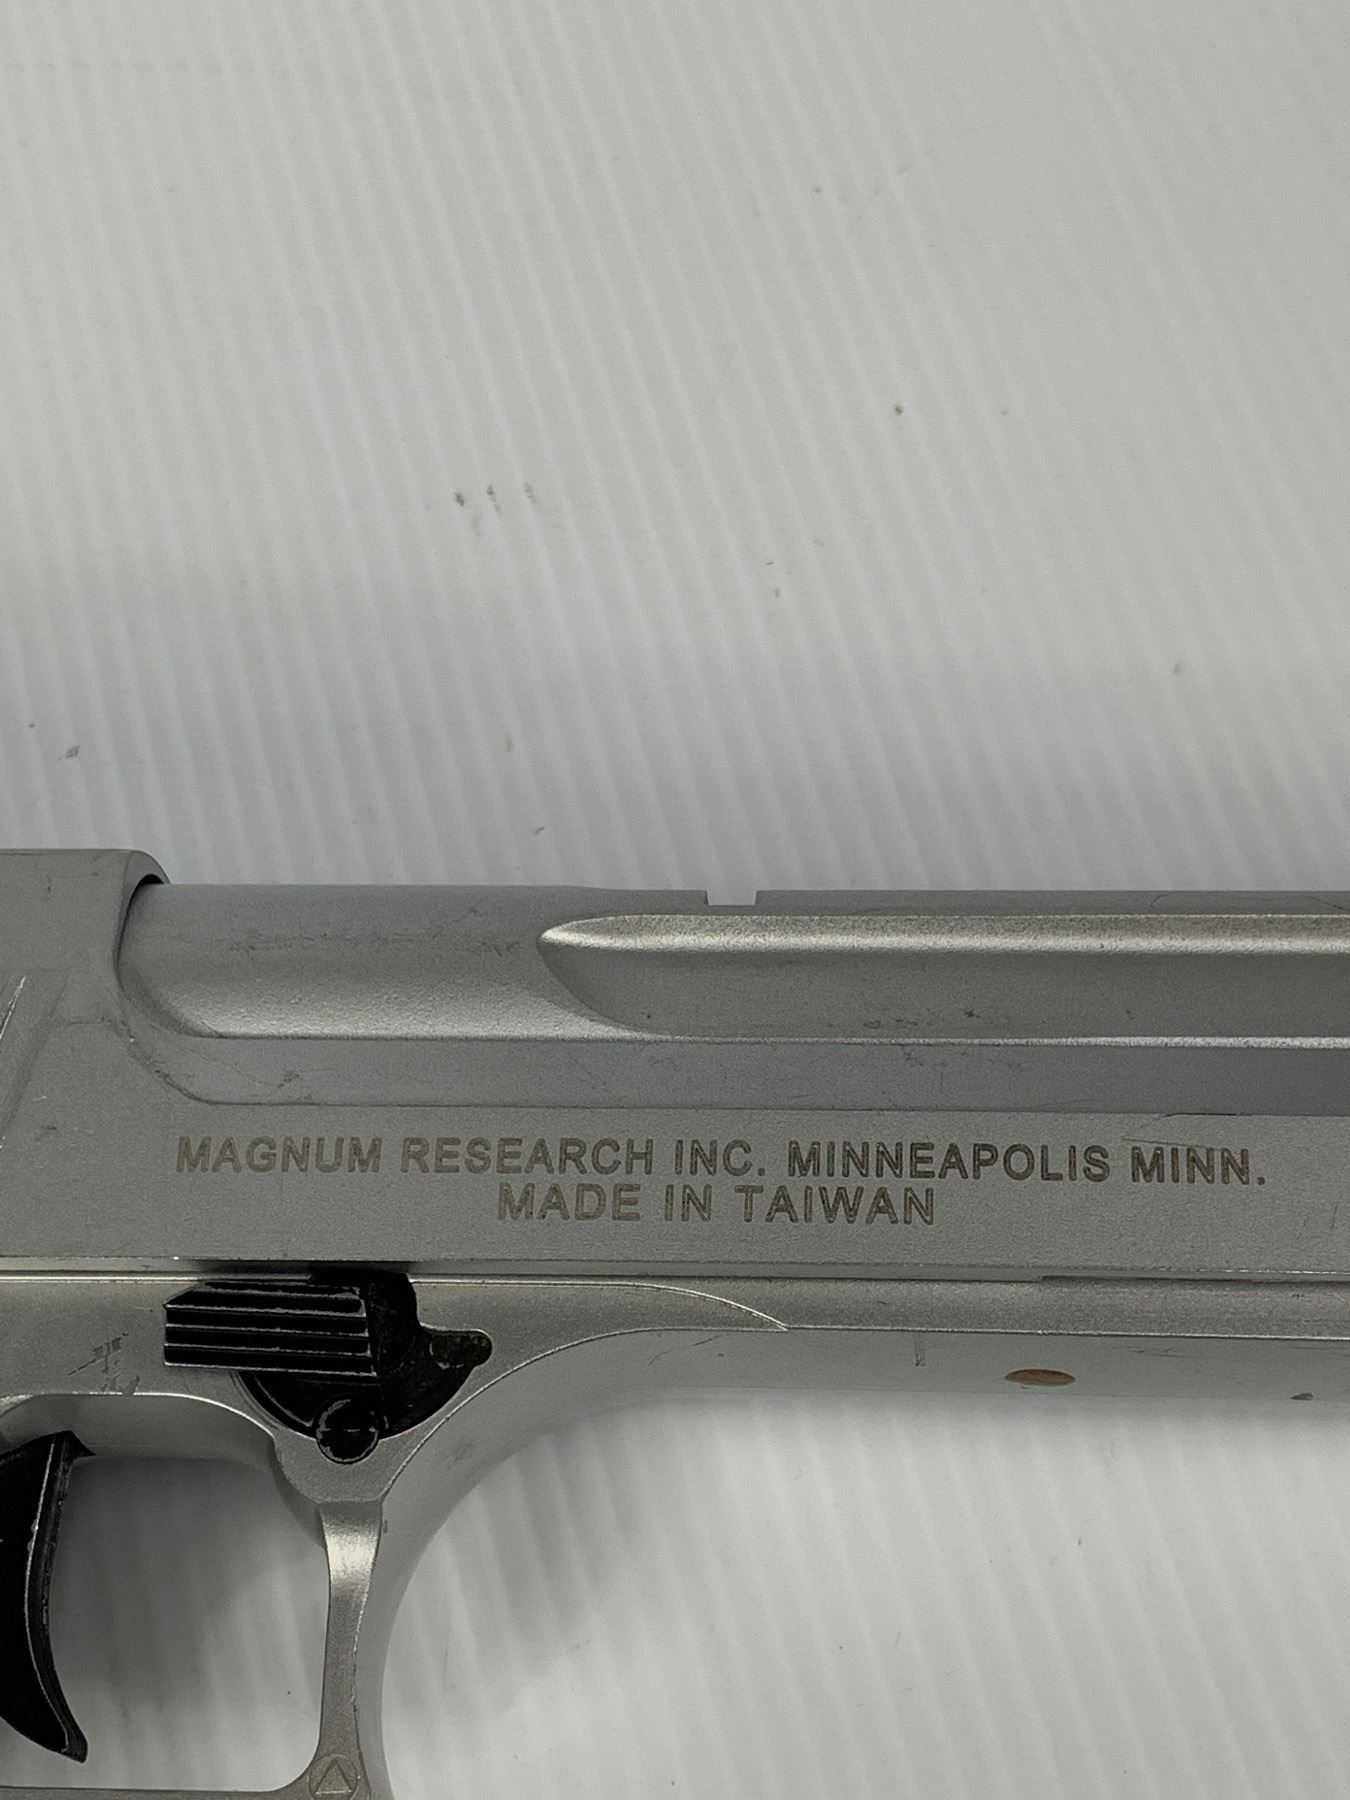 MAGNUM RESEARCH INC. MINNEAPOLIS MINN.
MADE IN TAIWAN